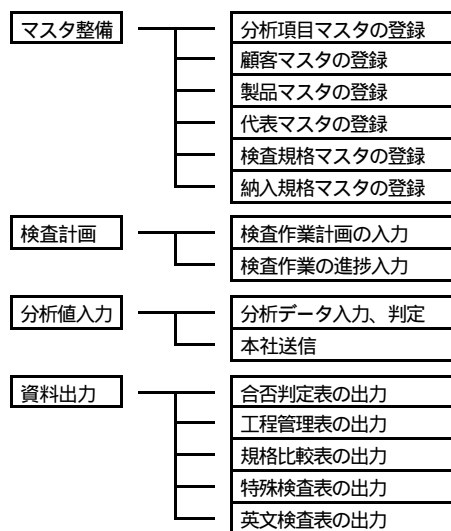 マスタ整備
分析項目マスタの登録
顧客マスタの登録
製品マスタの登録
代表マスタの登録
検査規格マスタの登録
納入規格マスタの登録
検査計画
検査作業計画の入力
検査作業の進捗入力
分析値入力
分析データ入力、判定
本社送信
資料出力
合否判定表の出力
工程管理表の出力
規格比較表の出力
特殊検査表の出力
英文検査表の出力